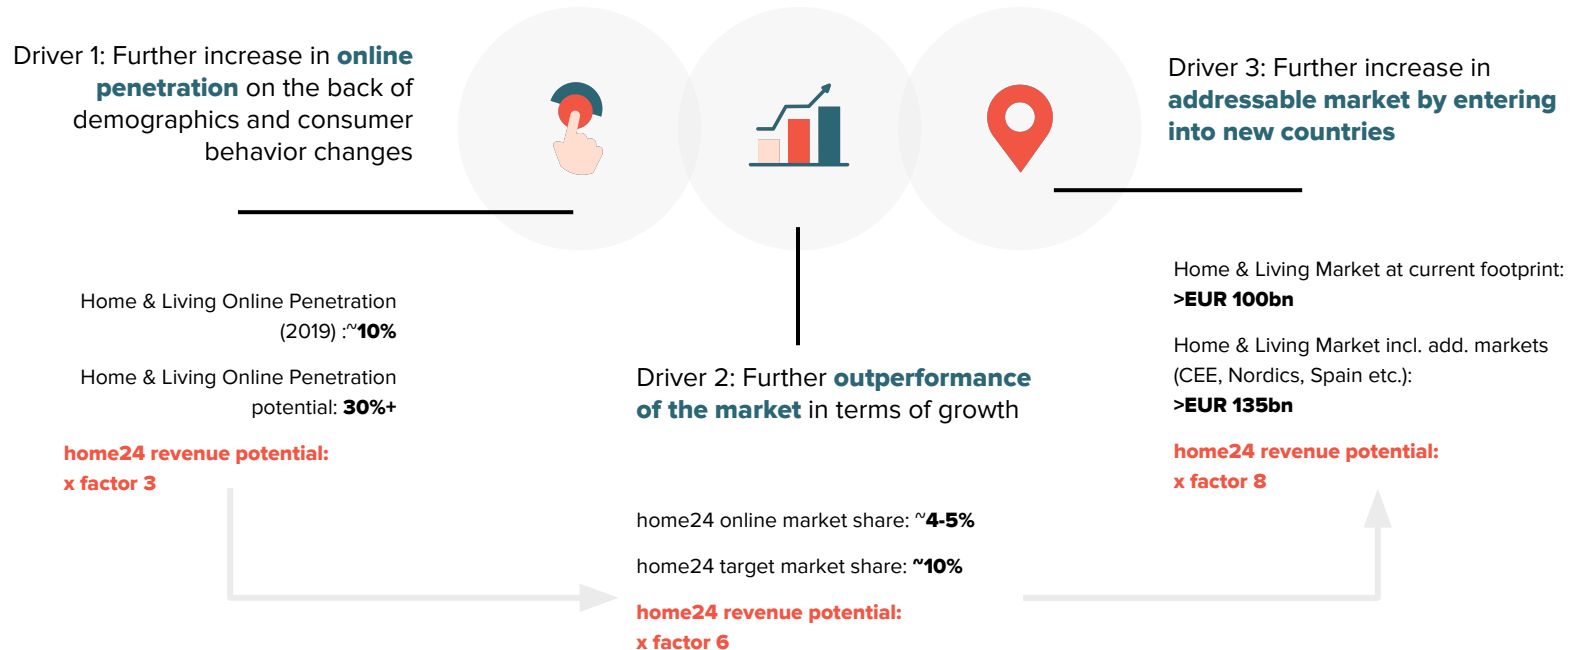 Driver 1: Further increase in online
penetration on the back of
demographics and consumer
behavior changes
Home & Living Online Penetration
(2019) :~10%
Home & Living Online Penetration
potential: 30%+
home24 revenue potential:
x factor 3
Driver 2: Further outperformance
of the market in terms of growth
home24 online market share: ~4-5%
home24 target market share: ~10%
home24 revenue potential:
x factor 6
Driver 3: Further increase in
addressable market by entering
into new countries
Home & Living Market at current footprint:
>EUR 100bn
Home & Living Market incl. add. markets
(CEE, Nordics, Spain etc.):
>EUR 135bn
home24 revenue potential:
x factor 8